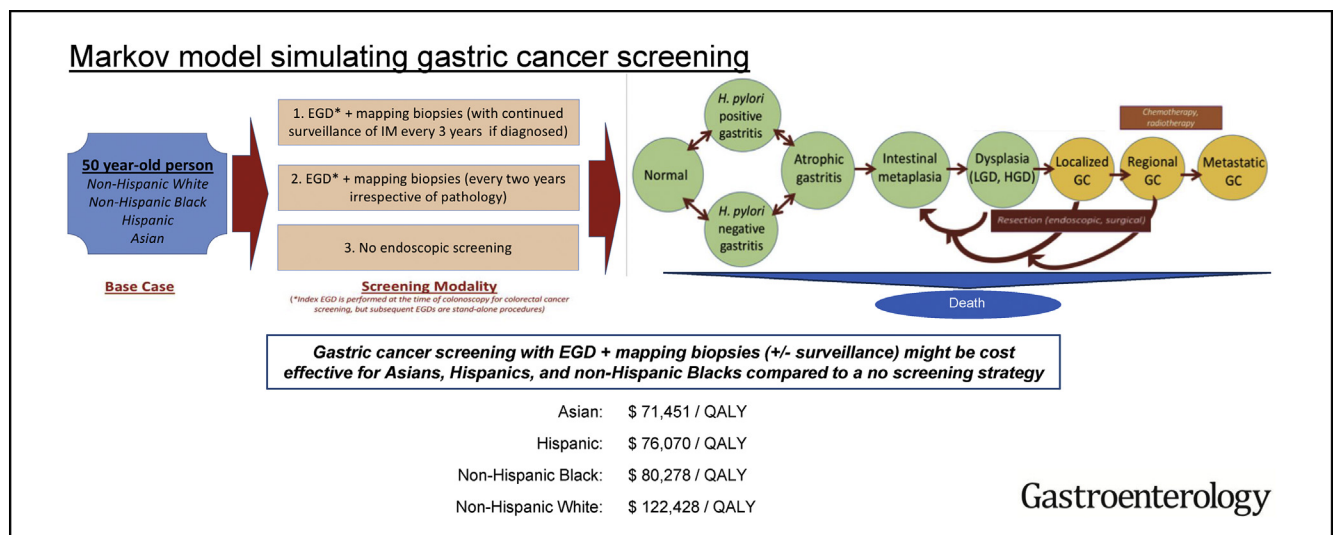 Markov model simulating gastric cancer screening
50 year-old person
Non-Hispanic White
Non-Hispanic Black
Hispanic
Asian
Base Case
1. EGD* + mapping biopsies (with continued
surveillance of IM every 3 years if diagnosed)
2. EGD* + mapping biopsies (every two years
irrespective of pathology)
3. No endoscopic screening
Screening Modality
(*Index EGD is performed at the time of colonoscopy for colorectal cancer
screening, but subsequent EGDs are stand-alone procedures)
Normal
H. pylori
positive
gastritis
H. pylori
negative
gastritis
Atrophic
gastritis
Intestinal
metaplasia
Dysplasia
(LGD, HGD)
Localized
GC
Regional
GC
Metastatic
GC
Chemotherapy,
radiotherapy
Resection (endoscopic, surgical)
Death
Gastric cancer screening with EGD + mapping biopsies (+/- surveillance) might be cost
effective for Asians, Hispanics, and non-Hispanic Blacks compared to a no screening strategy
Asian: $ 71,451 / QALY
Hispanic: $ 76,070 / QALY
Non-Hispanic Black: $ 80,278 / QALY
Non-Hispanic White: $ 122,428 / QALY
Gastroenterology